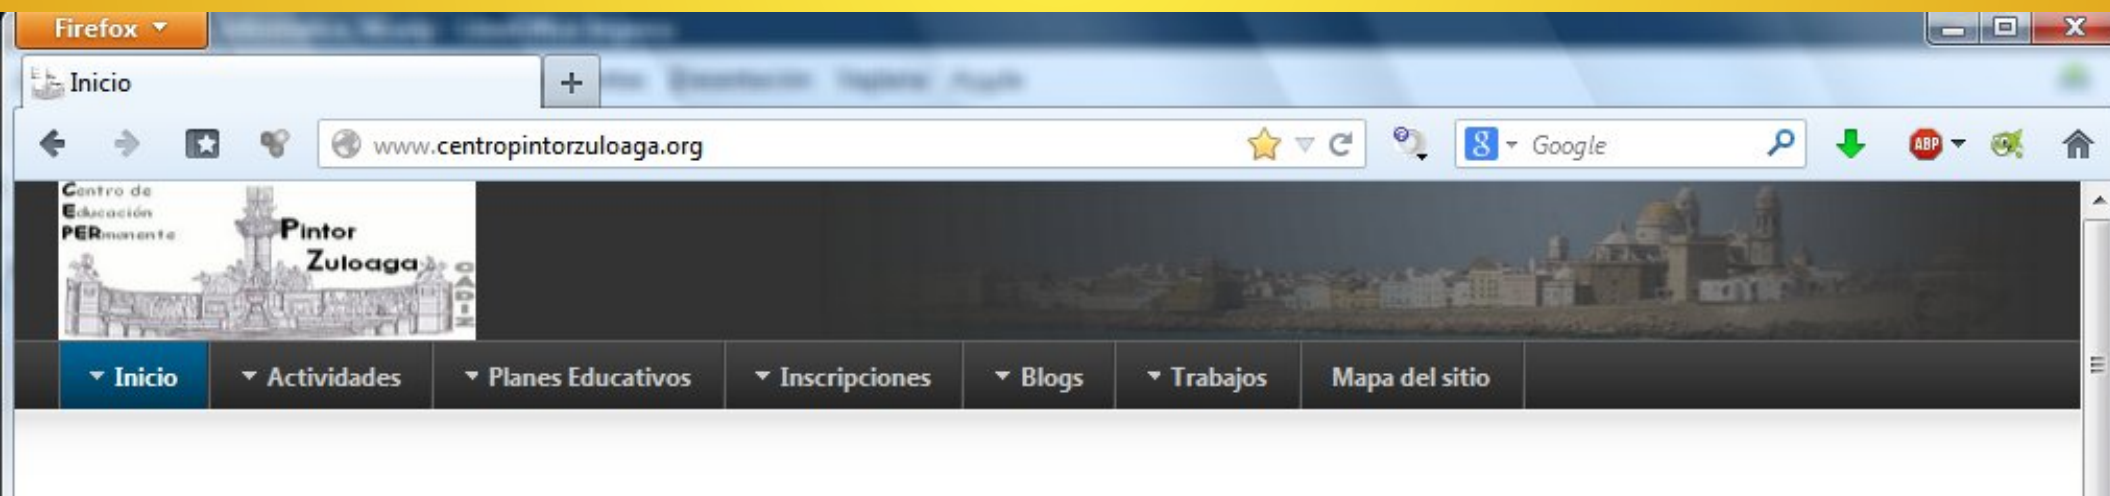 Firefox
Inicio
www.centropintorzuloaga.org
Google
ABP
Centro de
Educación
PERmanente
Pintor
Zuloaga
CADIZ
Inicio
Actividades
Planes Educativos
Inscripciones
Blogs
Trabajos
Mapa del sitio